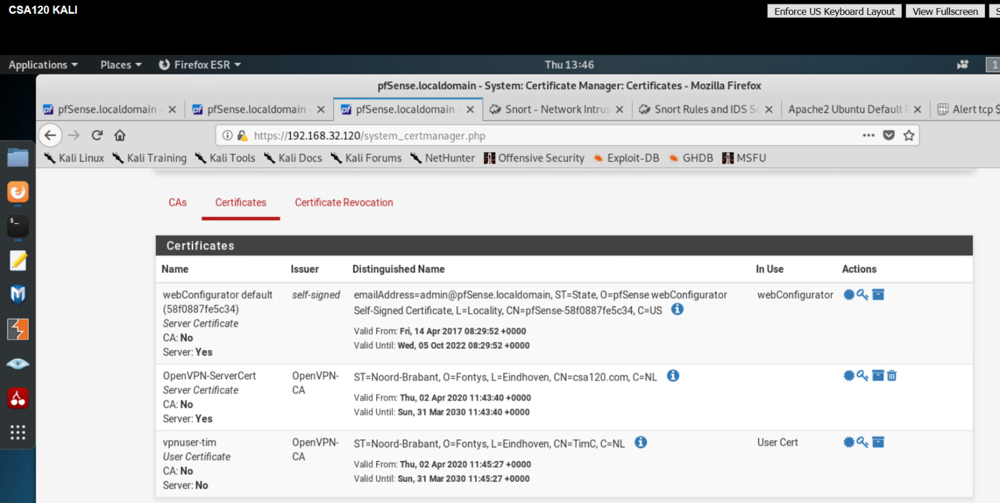 CSA120 KALI
Enforce US Keyboard Layout
View Fullscreen
S
Applications
Places
Firefox ESR
Thu 13:46
1
pfSense.localdomain - System: Certificate Manager: Certificates - Mozilla Firefox
pfSense.localdomain -
pfSense.localdomain -
pfSense.localdomain -
Snort - Network Intrus
Snort Rules and IDS So
Apache2 Ubuntu Default P
Alert tcp $
https://192.168.32.120/system_certmanager.php
Kali Linux
Kali Training
Kali Tools
Kali Docs
Kali Forums
NetHunter
Offensive Security
Exploit-DB
GHDB
MSFU
CAs
Certificates
Certificate Revocation
Certificates
Name
Issuer
Distinguished Name
In Use
Actions
webConfigurator default
(58f0887fe5c34)
Server Certificate
CA: No
Server: Yes
self-signed
emailAddress=admin@pfSense.localdomain, ST=State, O=pfSense webConfigurator
Self-Signed Certificate, L=Locality, CN=pfSense-58f0887fe5c34, C=US
Valid From: Fri, 14 Apr 2017 08:29:52 +0000
Valid Until: Wed, 05 Oct 2022 08:29:52 +0000
webConfigurator
OpenVPN-ServerCert
Server Certificate
CA: No
Server: Yes
OpenVPN-
CA
ST=Noord-Brabant, O=Fontys, L=Eindhoven, CN=csa120.com, C=NL
Valid From: Thu, 02 Apr 2020 11:43:40 +0000
Valid Until: Sun, 31 Mar 2030 11:43:40 +0000
vpnuser-tim
User Certificate
CA: No
Server: No
OpenVPN-
CA
ST=Noord-Brabant, O=Fontys, L=Eindhoven, CN=TimC, C=NL
Valid From: Thu, 02 Apr 2020 11:45:27 +0000
Valid Until: Sun, 31 Mar 2030 11:45:27 +0000
User Cert